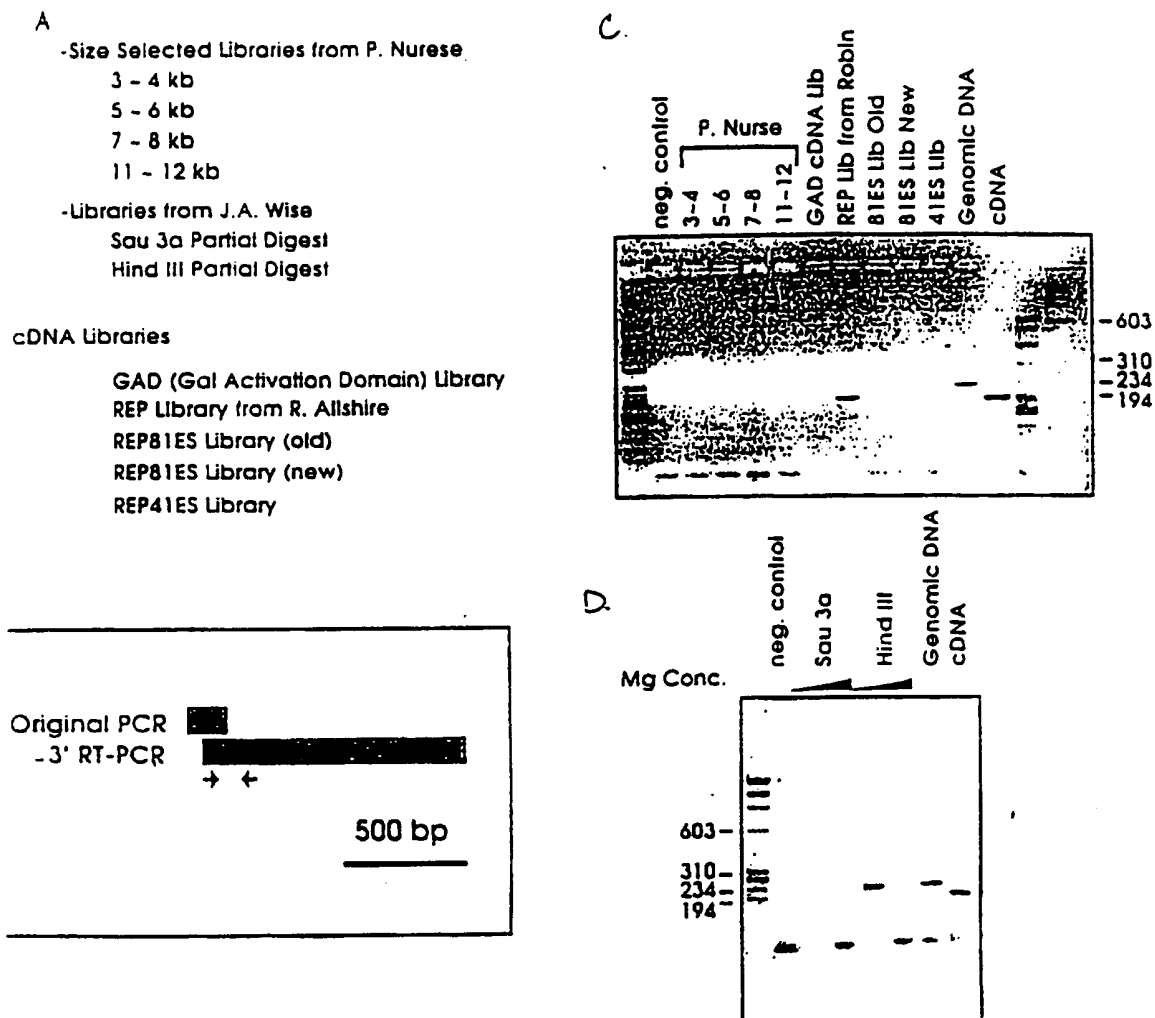 A
-Size Selected Libraries from P. Nurese
3 - 4 kb
5 - 6 kb
7 - 8 kb
11 - 12 kb
-Libraries from J.A. Wise
Sau 3a Partial Digest
Hind III Partial Digest
cDNA Libraries
GAD (Gal Activation Domain) Library
REP Library from R. Allshire
REP81ES Library (old)
REP81ES Library (new)
REP41ES Library
Original PCR
-3' RT-PCR
500 bp
C.
neg. control
P. Nurse
3-4
5-6
7-8
11-12
GAD cDNA Lib
REP Lib from Robin
81ES Lib Old
81ES Lib New
41ES Lib
Genomic DNA
cDNA
-603
-310
-234
-194
D.
neg. control
Sau 3a
Hind III
Genomic DNA
cDNA
Mg Conc.
603-
310-
234-
194